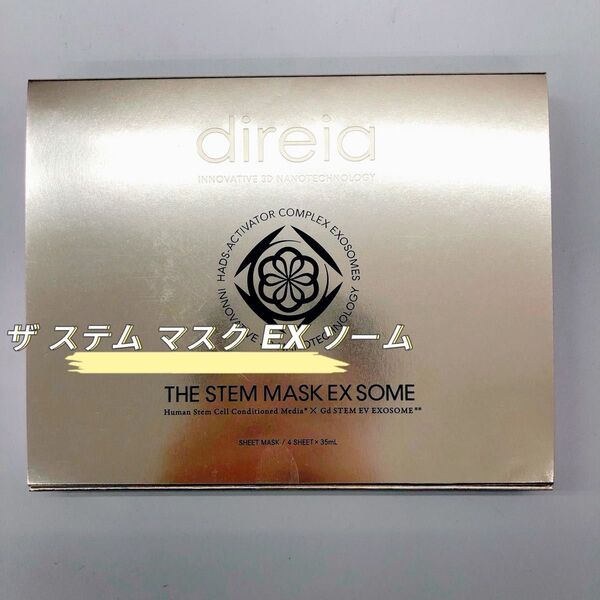 direia
INNOVATIVE 3D NANOTECHNOLOGY
HADS-ACTIVATOR COMPLEX EXOSOMES
ザ ステム マスク EX ソーム
THE STEM MASK EX SOME
Human Stem Cell Conditioned Media* × Gd STEM EV EXOSOME**
SHEET MASK / 4 SHEET × 35mL